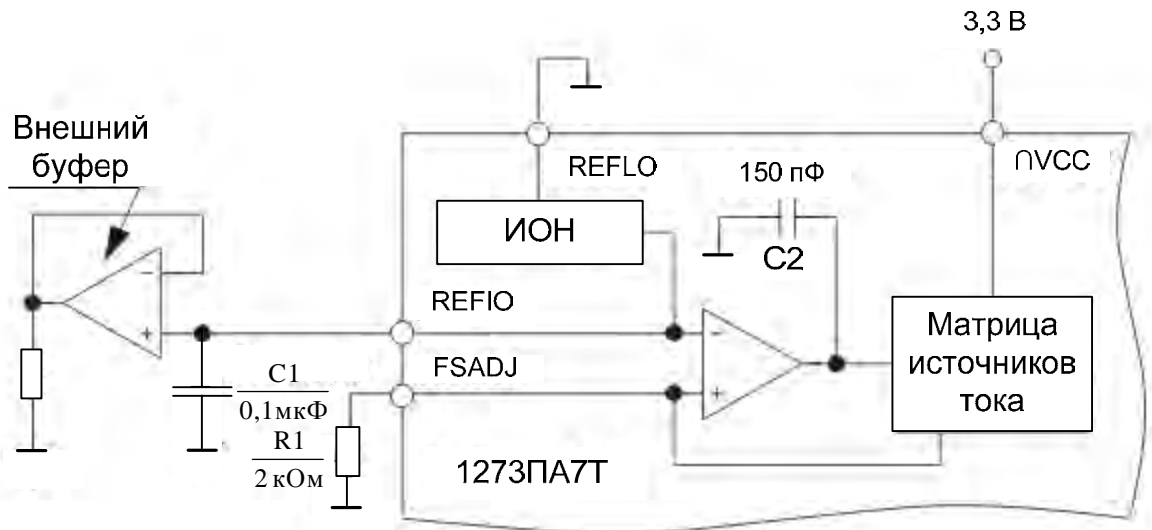 3,3 В
Внешний
буфер
REFLO
∩VCC
150 пФ
ИОН
C2
REFIO
−
+
−
+
Матрица
источников
тока
FSADJ
C1
0,1мкФ
R1
2 кОм
1273ПА7Т